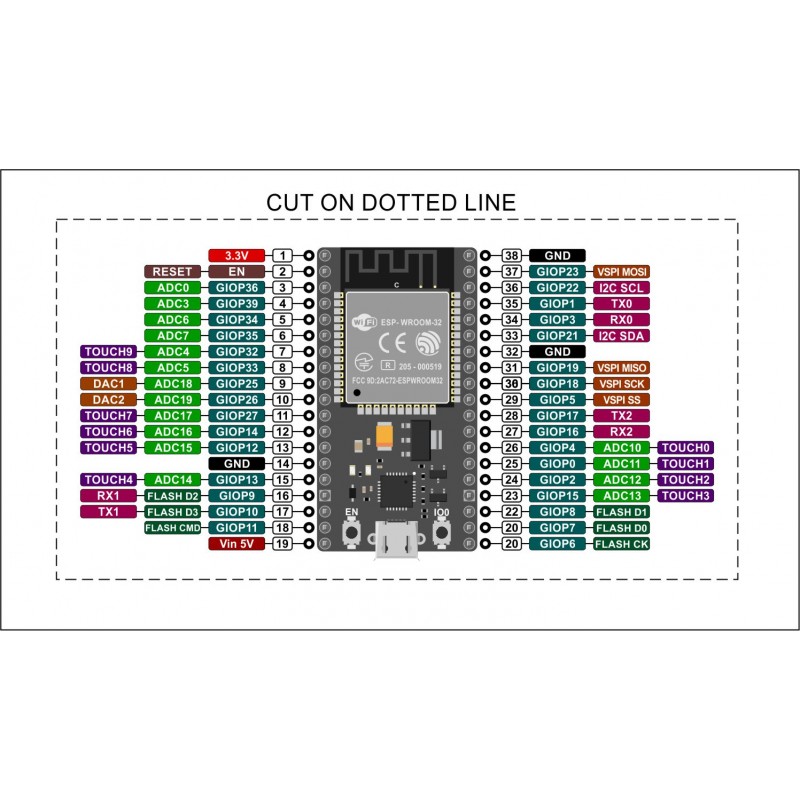 CUT ON DOTTED LINE
3.3V 1 38 GND
RESET EN 2 37 GIOP23 VSPI MOSI
ADC0 GIOP36 3 C 36 GIOP22 I2C SCL
ADC3 GIOP39 4 35 GIOP1 TX0
ADC6 GIOP34 5 WiFi ESP-WROOM-32 34 GIOP3 RX0
ADC7 GIOP35 6 CE 33 GIOP21 I2C SDA
TOUCH9 ADC4 GIOP32 7 32 GND
TOUCH8 ADC5 GIOP33 8 R 205-000519 31 GIOP19 VSPI MISO
DAC1 ADC18 GIOP25 9 FCC 9D:2AC72-ESPWROOM32 30 GIOP18 VSPI SCK
DAC2 ADC19 GIOP26 10 29 GIOP5 VSPI SS
TOUCH7 ADC17 GIOP27 11 28 GIOP17 TX2
TOUCH6 ADC16 GIOP14 12 27 GIOP16 RX2
TOUCH5 ADC15 GIOP12 13 26 GIOP4 ADC10 TOUCH0
GND 14 25 GIOP0 ADC11 TOUCH1
TOUCH4 ADC14 GIOP13 15 24 GIOP2 ADC12 TOUCH2
RX1 FLASH D2 GIOP9 16 23 GIOP15 ADC13 TOUCH3
TX1 FLASH D3 GIOP10 17 EN IO0 22 GIOP8 FLASH D1
FLASH CMD GIOP11 18 20 GIOP7 FLASH D0
Vin 5V 19 20 GIOP6 FLASH CK